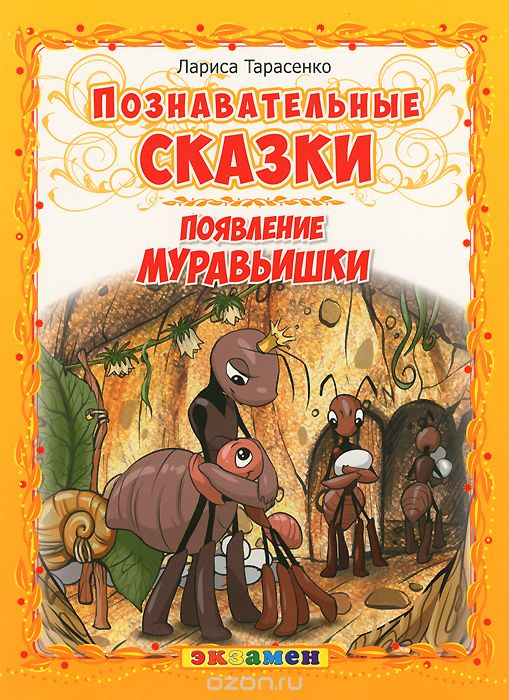 Лариса Тарасенко
ПОЗНАВАТЕЛЬНЫЕ
СКАЗКИ
ПОЯВЛЕНИЕ
МУРАВЬИШКИ
экзамен
ozon.ru